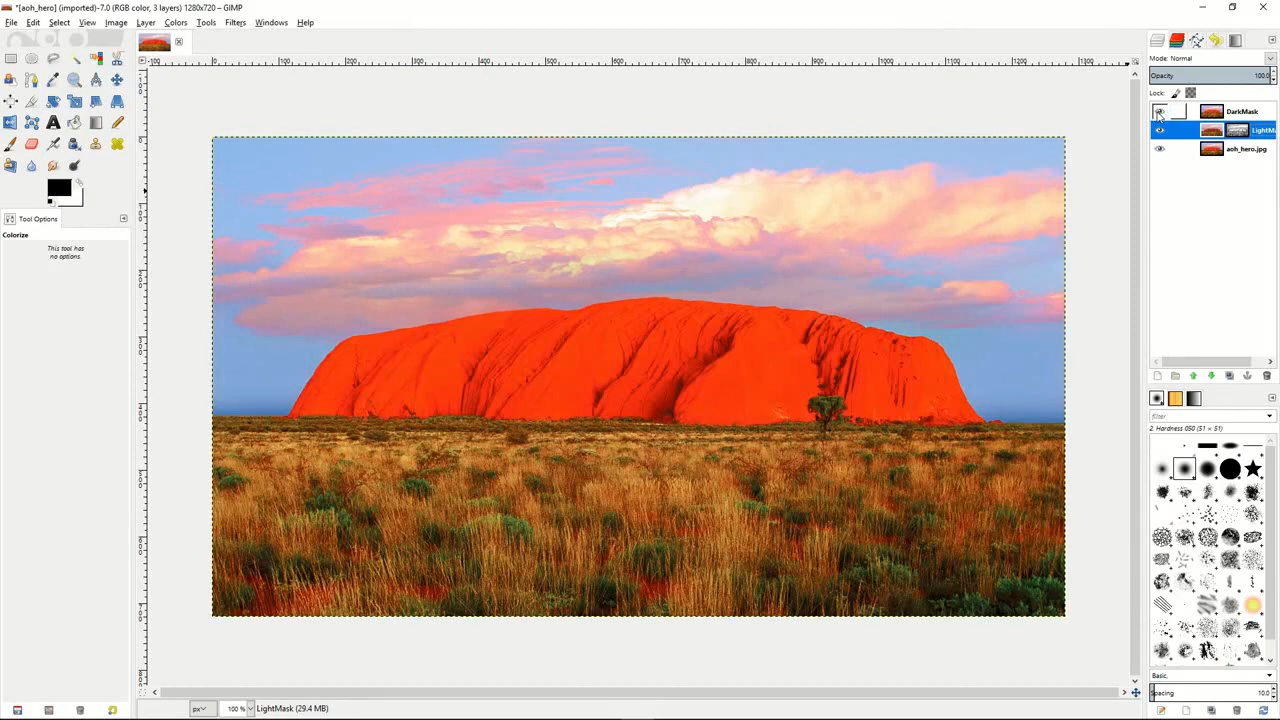 *[aoh_hero] (imported)-7.0 (RGB color, 3 layers) 1280x720 – GIMP
File Edit Select View Image Layer Colors Tools Filters Windows Help
Mode: Normal
Opacity 100.0
Lock:
DarkMask
LightMa
aoh_hero.jpg
Tool Options
Colorize
This tool has
no options.
filter
2. Hardness 050 (51 × 51)
Basic,
Spacing 10.0
px 100 % LightMask (29.4 MB)